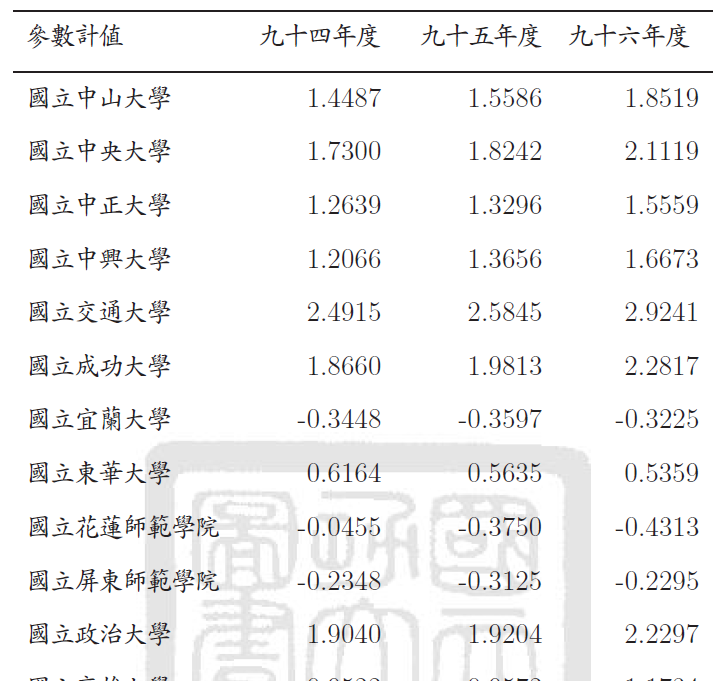 參數計值 九十四年度 九十五年度 九十六年度
國立中山大學 1.4487 1.5586 1.8519
國立中央大學 1.7300 1.8242 2.1119
國立中正大學 1.2639 1.3296 1.5559
國立中興大學 1.2066 1.3656 1.6673
國立交通大學 2.4915 2.5845 2.9241
國立成功大學 1.8660 1.9813 2.2817
國立宜蘭大學 -0.3448 -0.3597 -0.3225
國立東華大學 0.6164 0.5635 0.5359
國立花蓮師範學院 -0.0455 -0.3750 -0.4313
國立屏東師範學院 -0.2348 -0.3125 -0.2295
國立政治大學 1.9040 1.9204 2.2297